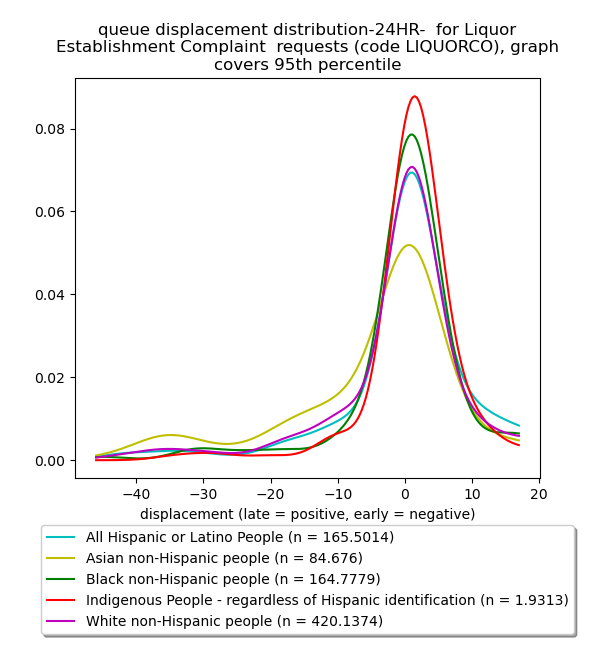 queue displacement distribution-24HR-  for Liquor
Establishment Complaint  requests (code LIQUORCO), graph
covers 95th percentile
0.08
0.06
0.04
0.02
0.00
−40 −30 −20 −10 0 10 20
displacement (late = positive, early = negative)
All Hispanic or Latino People (n = 165.5014)
Asian non-Hispanic people (n = 84.676)
Black non-Hispanic people (n = 164.7779)
Indigenous People - regardless of Hispanic identification (n = 1.9313)
White non-Hispanic people (n = 420.1374)